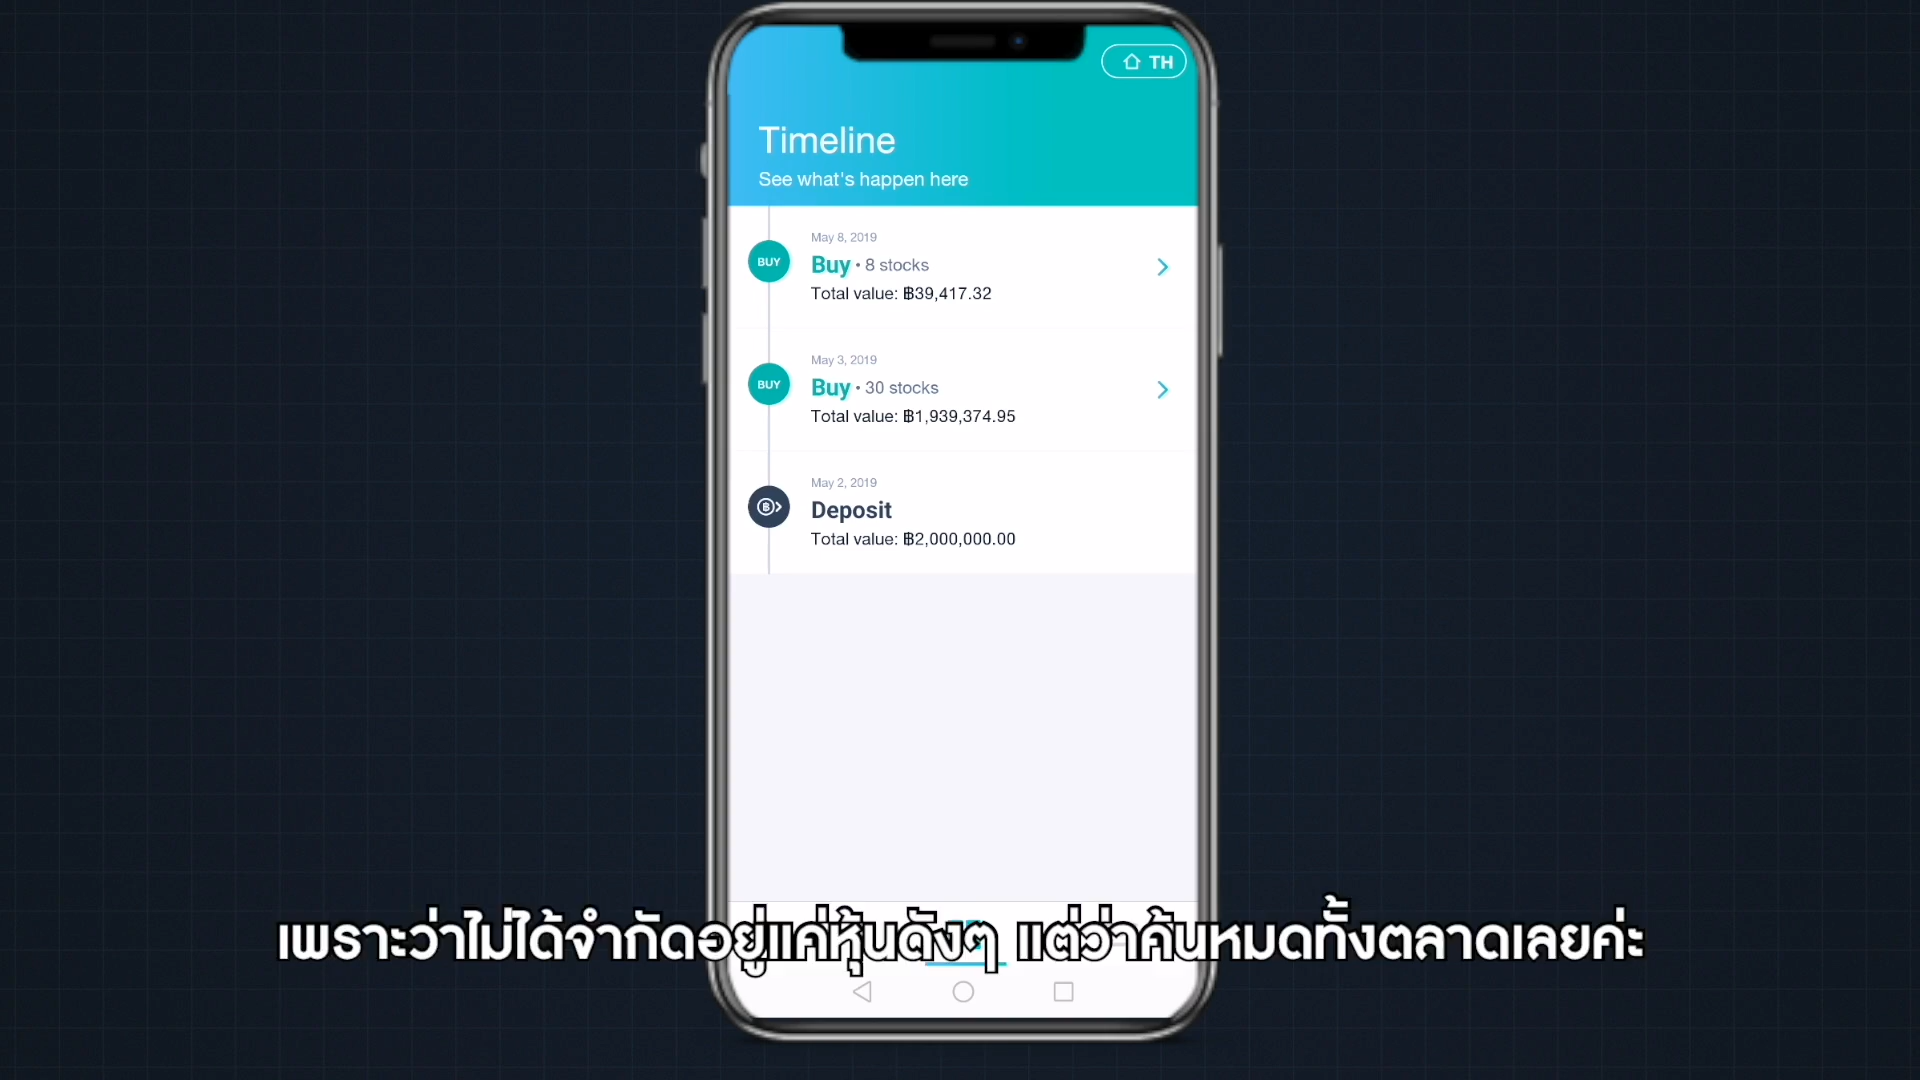 TH
Timeline
See what's happen here
May 8, 2019
BUY
Buy • 8 stocks
Total value: ฿39,417.32
May 3, 2019
BUY
Buy • 30 stocks
Total value: ฿1,939,374.95
May 2, 2019
Deposit
Total value: ฿2,000,000.00
เพราะว่าไม่ได้จำกัดอยู่แค่หุ้นดังๆ แต่ว่าค้นหมดทั้งตลาดเลยค่ะ